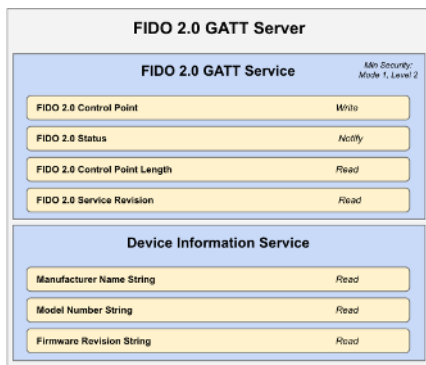 FIDO 2.0 GATT Server
FIDO 2.0 GATT Service
Min Security:
Mode 1, Level 2
FIDO 2.0 Control Point Write
FIDO 2.0 Status Notify
FIDO 2.0 Control Point Length Read
FIDO 2.0 Service Revision Read
Device Information Service
Manufacturer Name String Read
Model Number String Read
Firmware Revision String Read